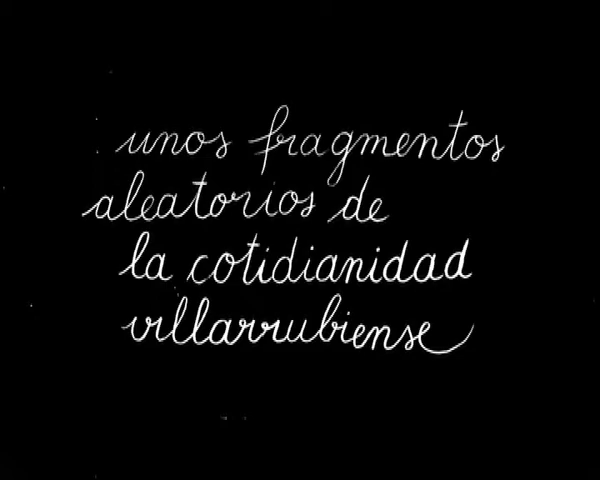 unos fragmentos
aleatorios de
la cotidianidad
villarrubiense